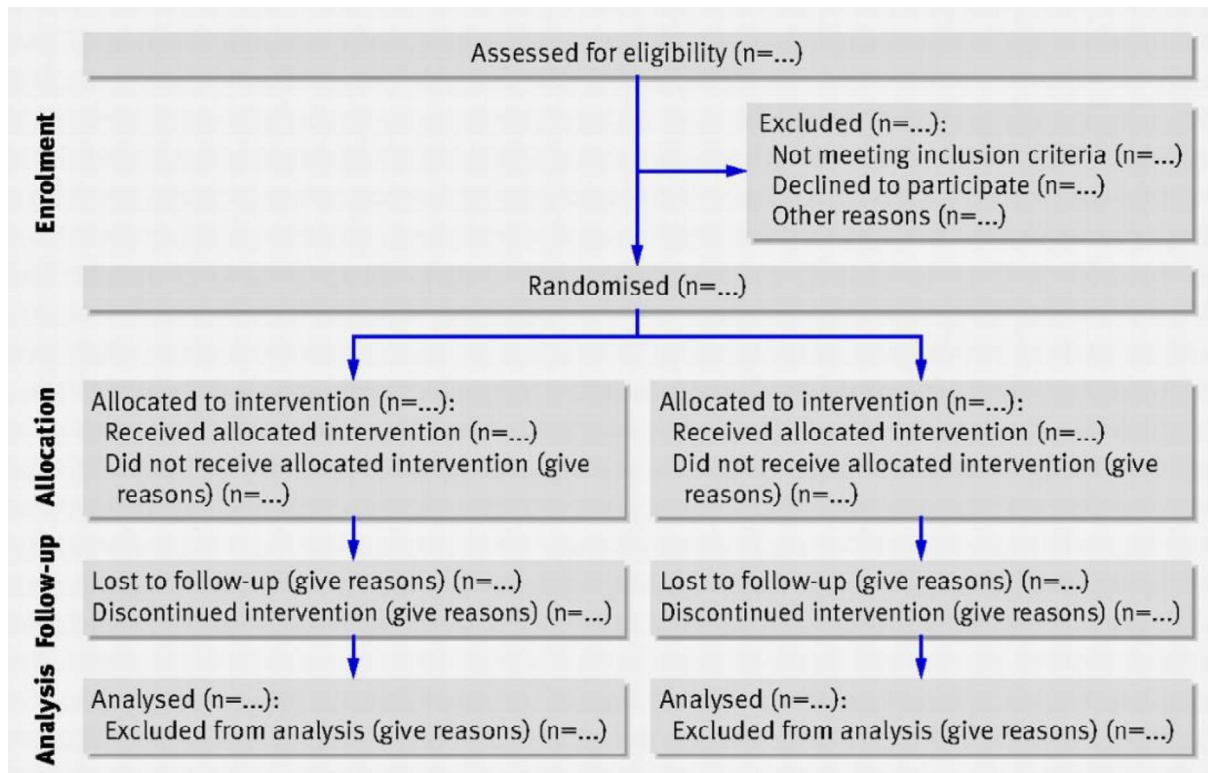 Assessed for eligibility (n=...)
Enrolment
Excluded (n=...):
Not meeting inclusion criteria (n=...)
Declined to participate (n=...)
Other reasons (n=...)
Randomised (n=...)
Allocation
Allocated to intervention (n=...):
Received allocated intervention (n=...)
Did not receive allocated intervention (give
reasons) (n=...)
Allocated to intervention (n=...):
Received allocated intervention (n=...)
Did not receive allocated intervention (give
reasons) (n=...)
Follow-up
Lost to follow-up (give reasons) (n=...)
Discontinued intervention (give reasons) (n=...)
Lost to follow-up (give reasons) (n=...)
Discontinued intervention (give reasons) (n=...)
Analysis
Analysed (n=...):
Excluded from analysis (give reasons) (n=...)
Analysed (n=...):
Excluded from analysis (give reasons) (n=...)